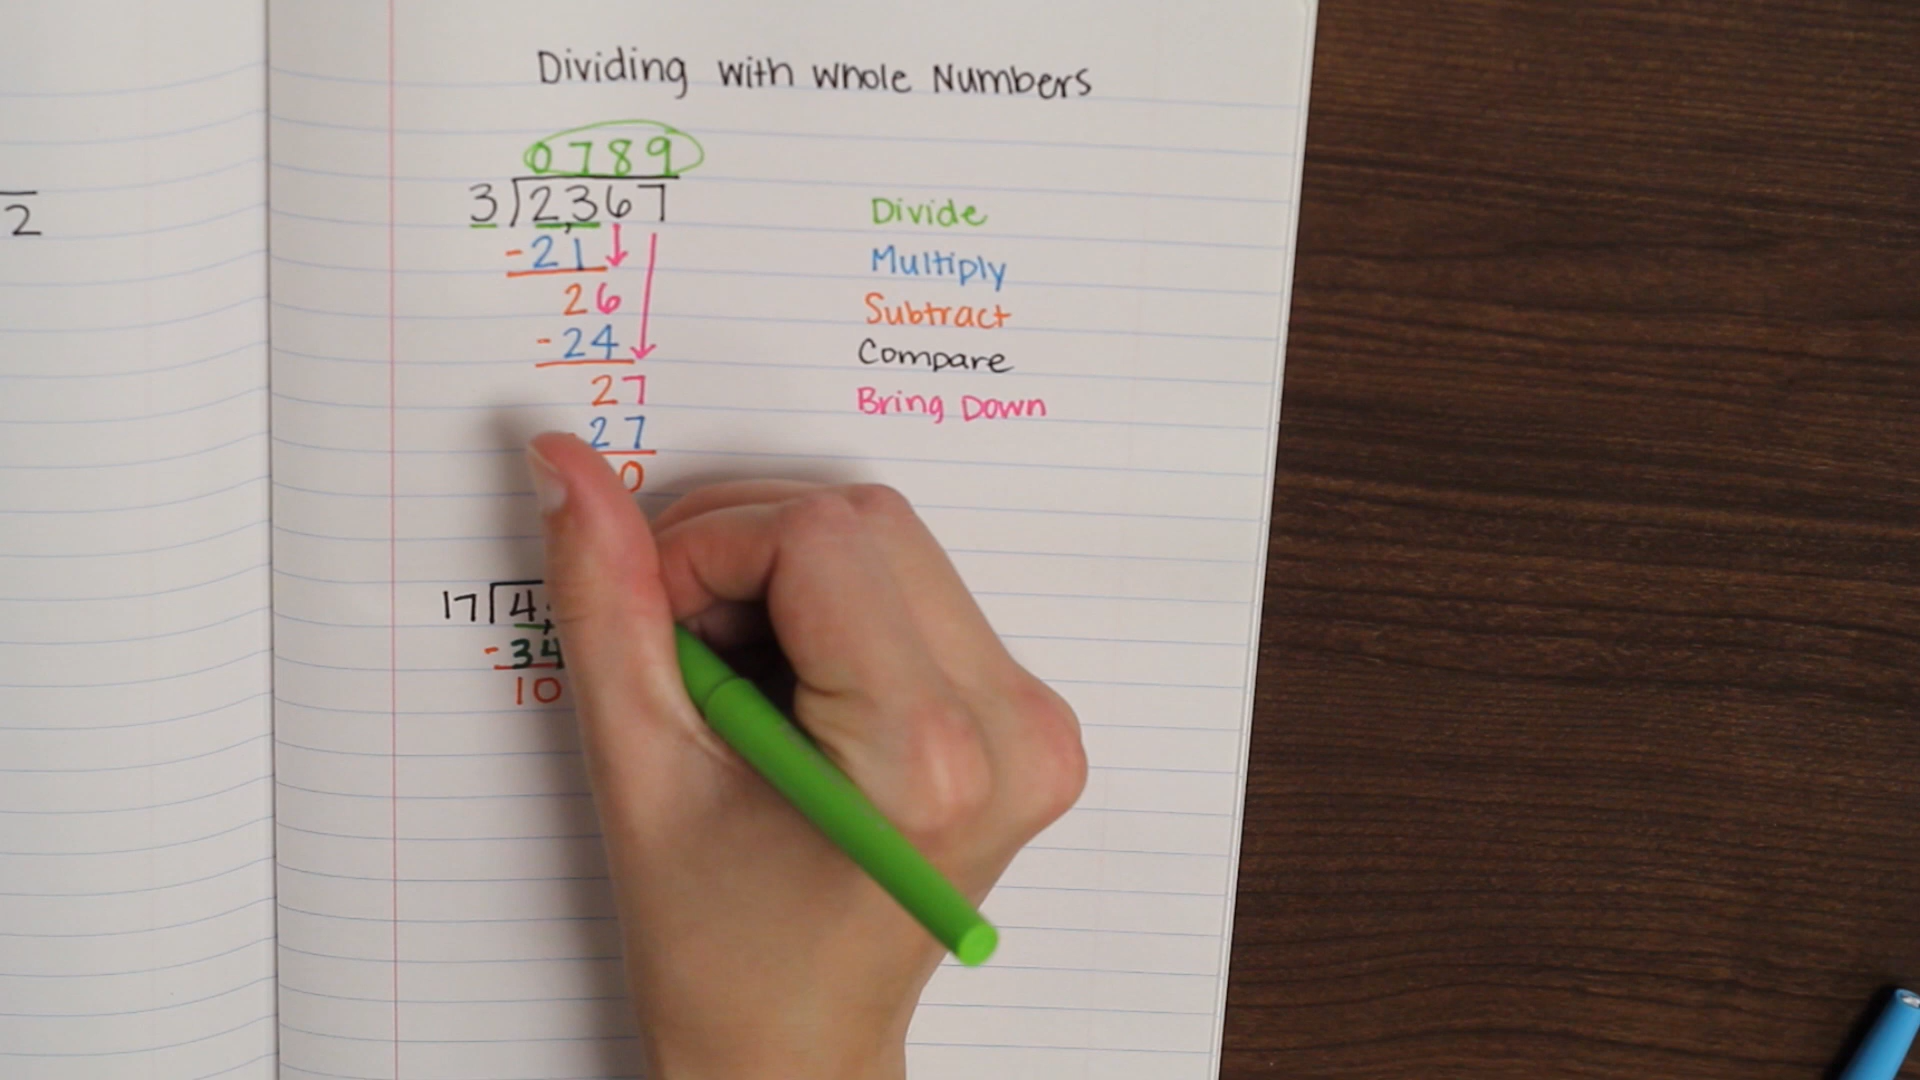 Dividing with Whole Numbers
0789
3 2,367
-21
26
-24
27
27
0
Divide
Multiply
Subtract
Compare
Bring Down
17 4,
-34
10
2